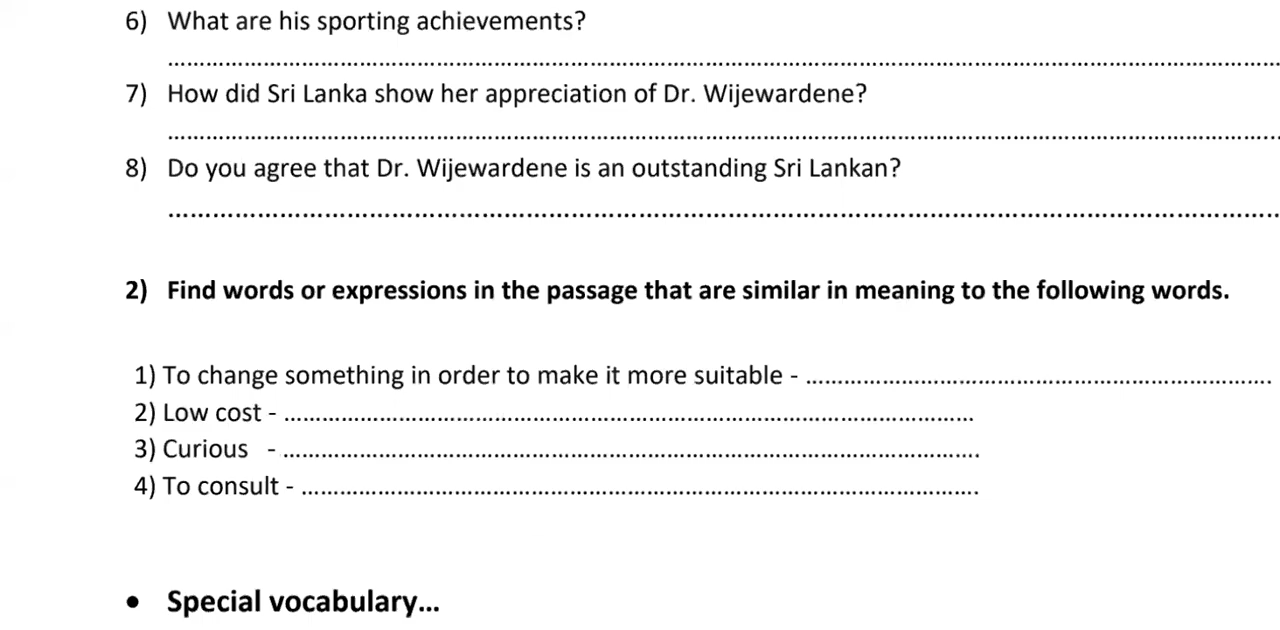 6) What are his sporting achievements?
................................................................................................................................
7) How did Sri Lanka show her appreciation of Dr. Wijewardene?
................................................................................................................................
8) Do you agree that Dr. Wijewardene is an outstanding Sri Lankan?
................................................................................................................................
2) Find words or expressions in the passage that are similar in meaning to the following words.
1) To change something in order to make it more suitable - ..........................................................................
2) Low cost - ..............................................................................................................
3) Curious - ..............................................................................................................
4) To consult - ...........................................................................................................
• Special vocabulary...